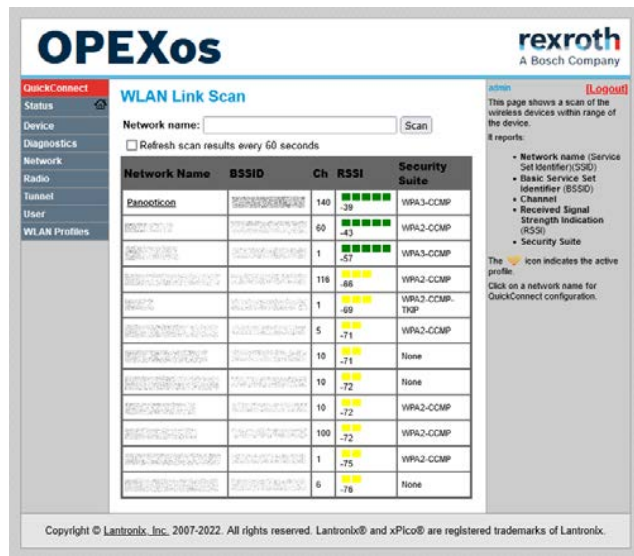 OPEXos
rexroth
A Bosch Company
QuickConnect
Status
Device
Diagnostics
Network
Radio
Tunnel
User
WLAN Profiles
WLAN Link Scan
Network name:
Scan
Refresh scan results every 60 seconds
Network Name BSSID Ch RSSI Security Suite
Panopticon 140 -39 WPA3-CCMP
60 -43 WPA2-CCMP
1 -57 WPA3-CCMP
116 -66 WPA2-CCMP
1 -69 WPA2-CCMP-TKIP
5 -71 WPA2-CCMP
10 -71 None
10 -72 None
10 -72 WPA2-CCMP
100 -72 WPA2-CCMP
1 -75 WPA2-CCMP
6 -76 None
admin [Logout]
This page shows a scan of the
wireless devices within range of
the device.
It reports:
• Network name (Service
Set Identifier)(SSID)
• Basic Service Set
Identifier (BSSID)
• Channel
• Received Signal
Strength Indication
(RSSI)
• Security Suite
The icon indicates the active
profile.
Click on a network name for
QuickConnect configuration.
Copyright © Lantronix, Inc. 2007-2022. All rights reserved. Lantronix® and xPico® are registered trademarks of Lantronix.